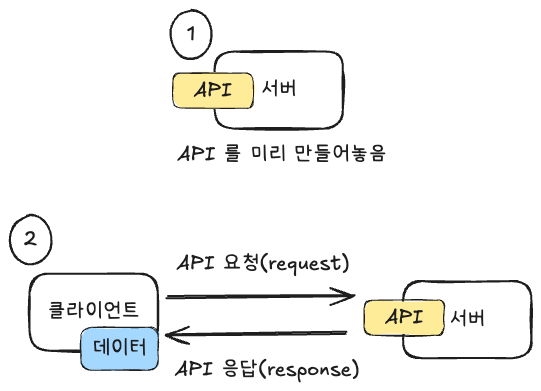 1
API 서버
API 를 미리 만들어놓음
2
API 요청(request)
클라이언트
데이터
API 서버
API 응답(response)